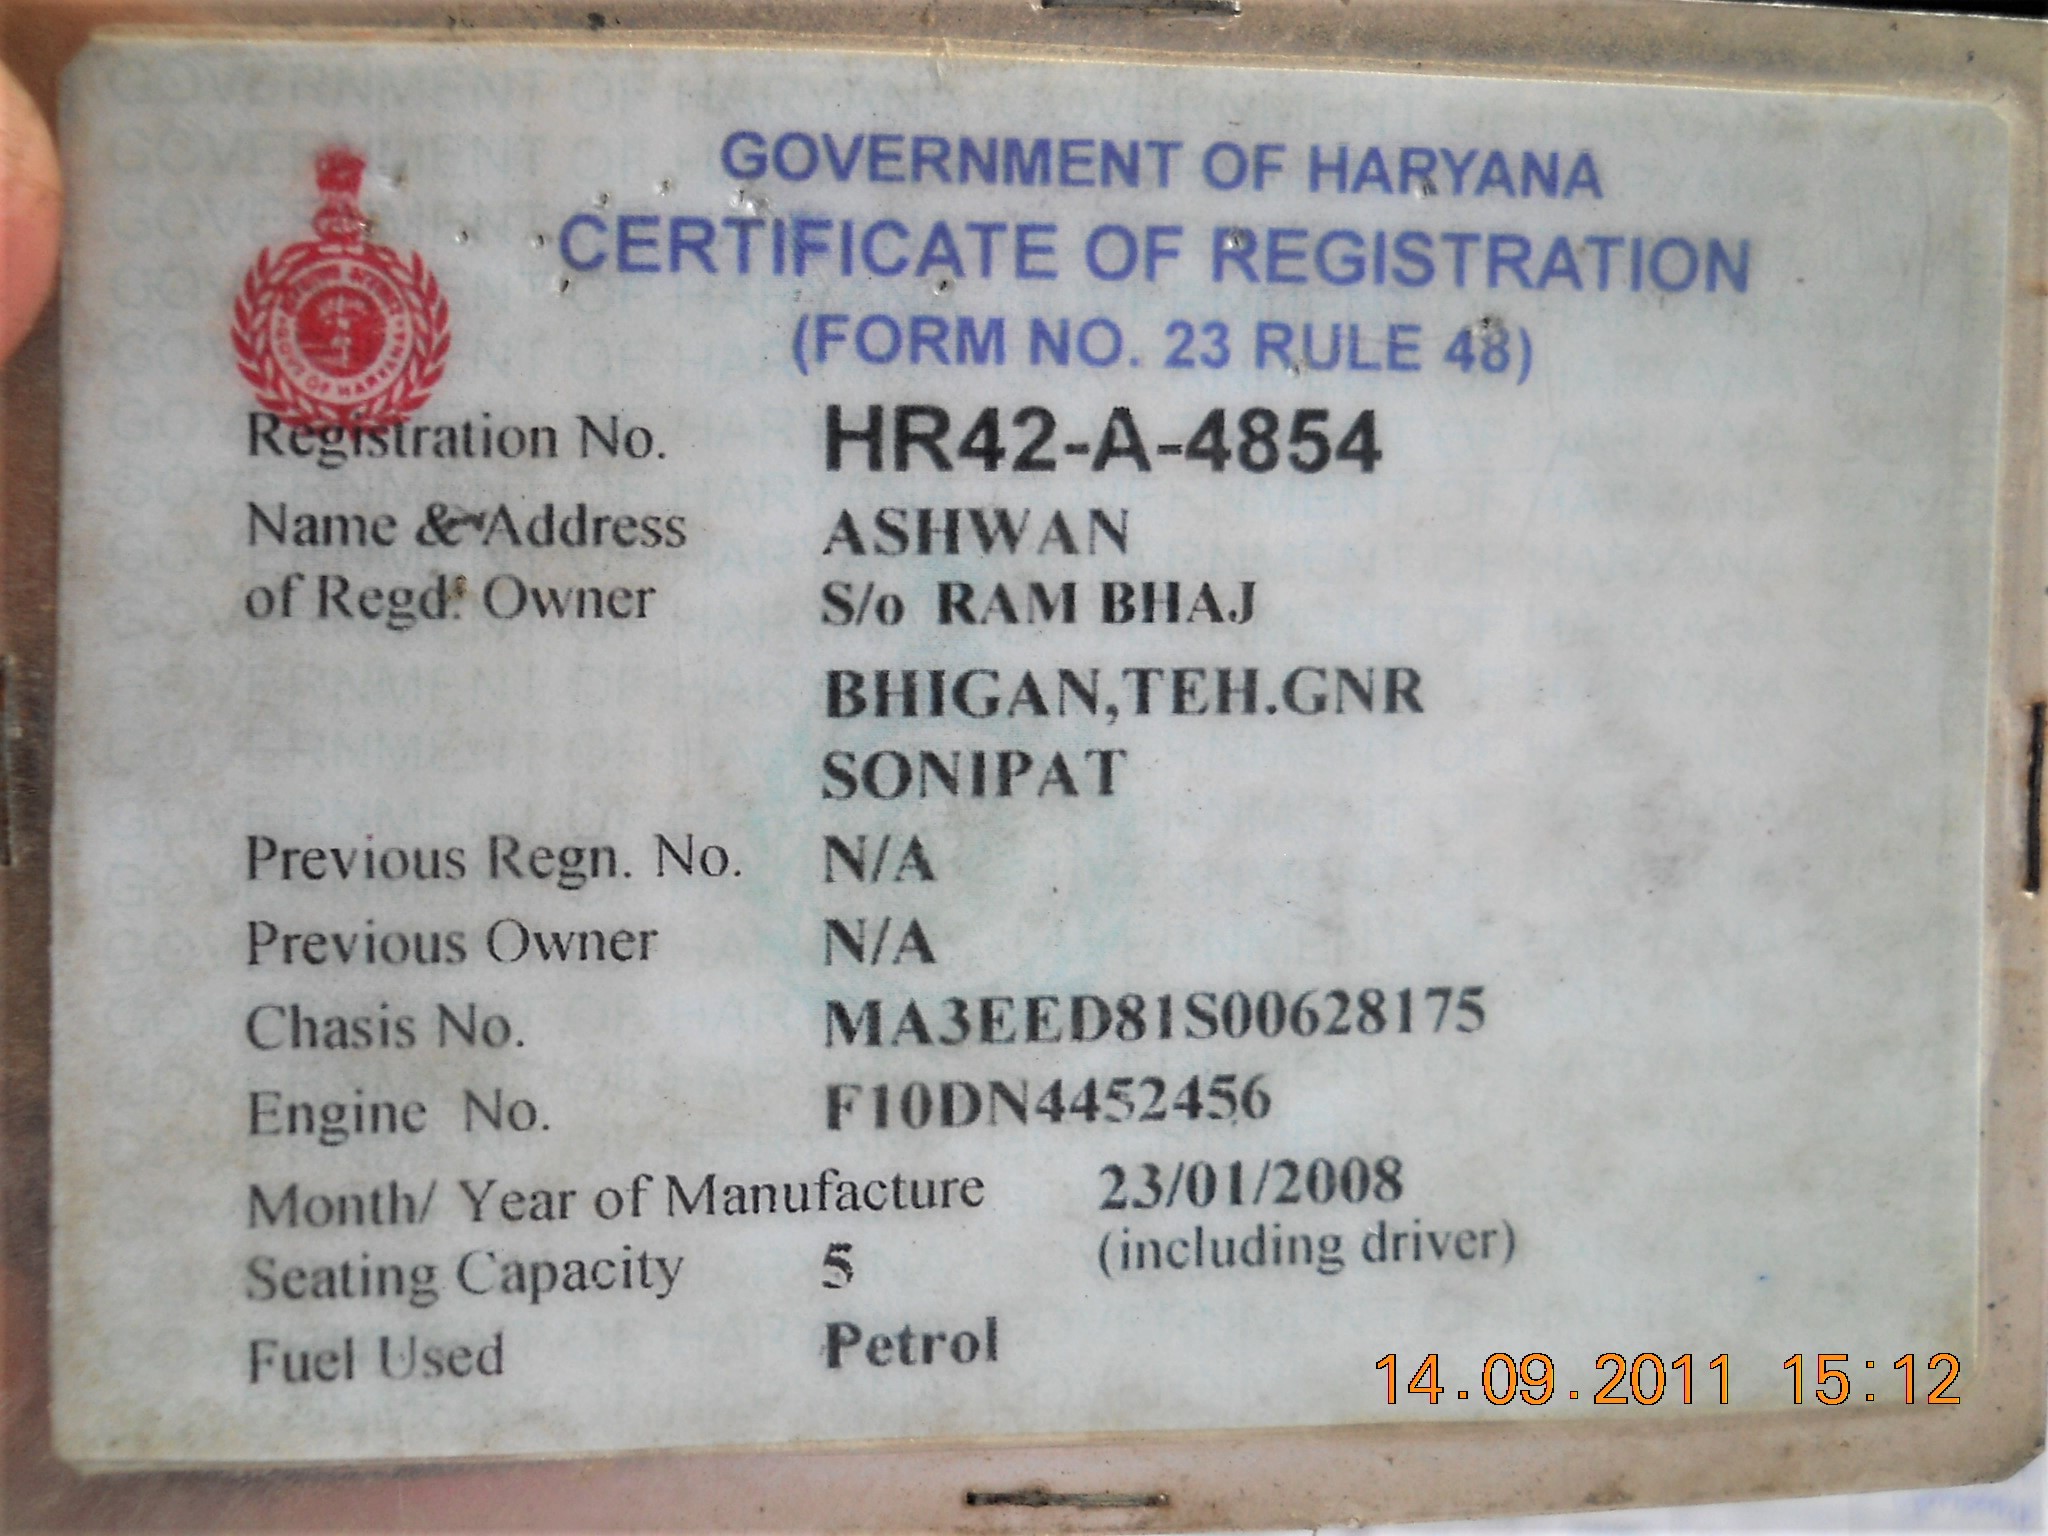 GOVERNMENT OF HARYANA
CERTIFICATE OF REGISTRATION
(FORM NO. 23 RULE 48)
Registration No. HR42-A-4854
Name & Address ASHWAN
of Regd. Owner S/o RAM BHAJ
BHIGAN,TEH.GNR
SONIPAT
Previous Regn. No. N/A
Previous Owner N/A
Chasis No. MA3EED81S00628175
Engine No. F10DN4452456
Month/ Year of Manufacture 23/01/2008
Seating Capacity 5 (including driver)
Fuel Used Petrol
14.09.2011 15:12